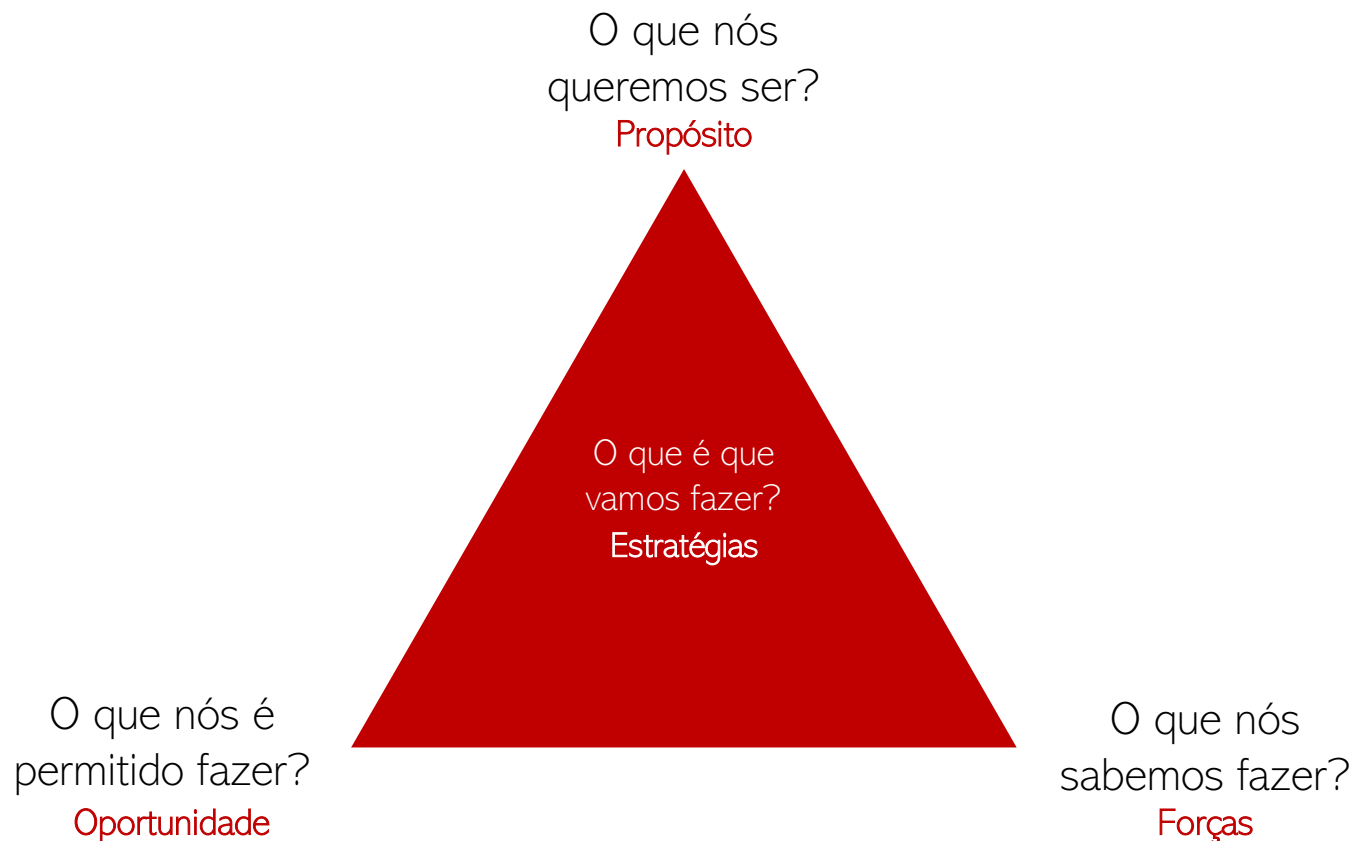 O que nós
queremos ser?
Propósito
O que é que
vamos fazer?
Estratégias
O que nós é
permitido fazer?
Oportunidade
O que nós
sabemos fazer?
Forças